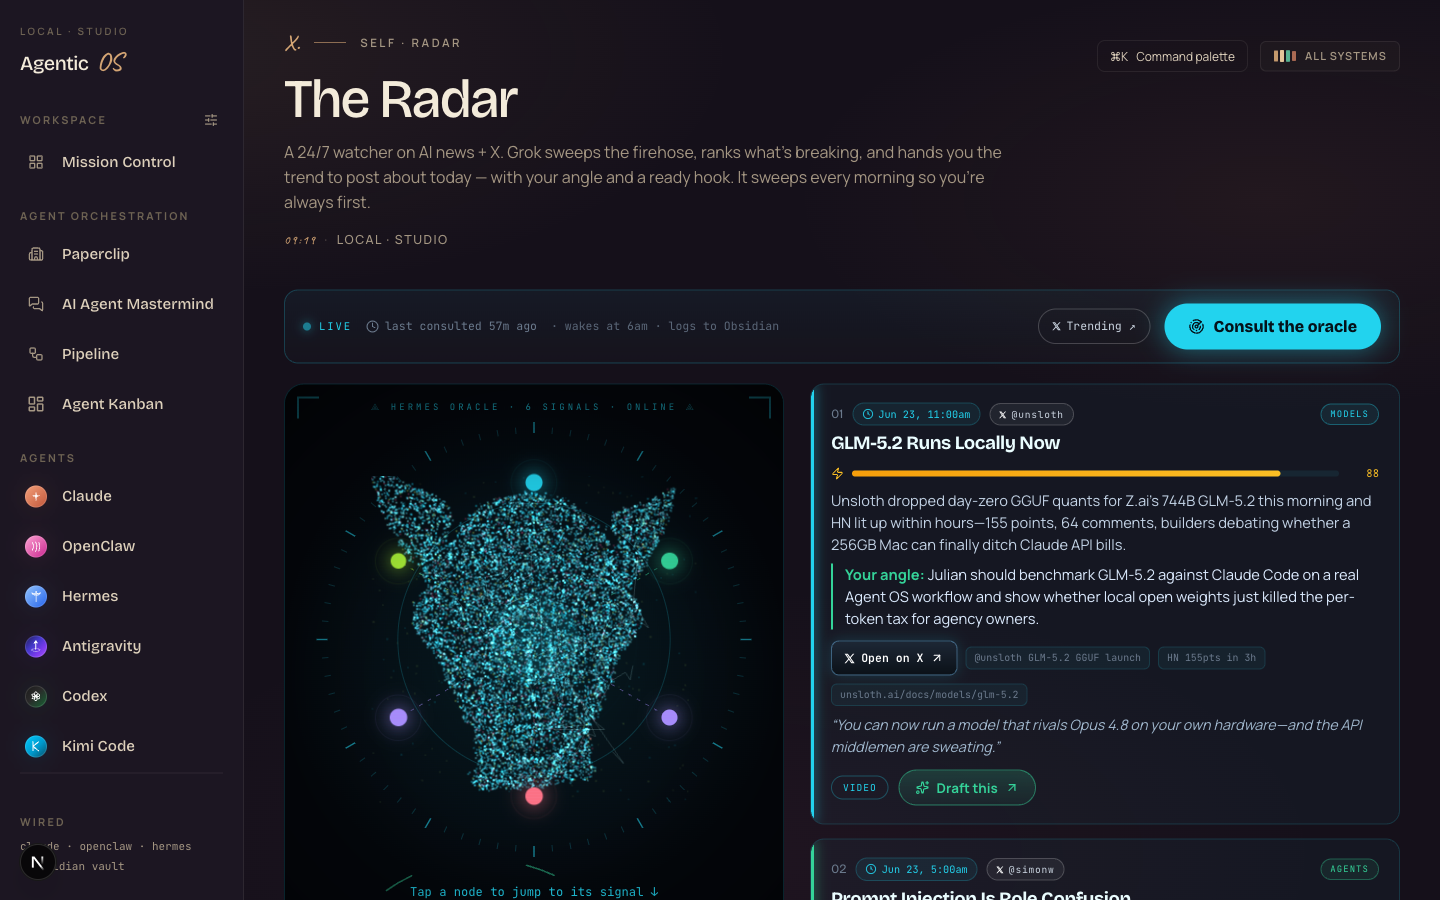 LOCAL · STUDIO
Agentic OS
WORKSPACE
Mission Control
AGENT ORCHESTRATION
Paperclip
AI Agent Mastermind
Pipeline
Agent Kanban
AGENTS
Claude
OpenClaw
Hermes
Antigravity
Codex
Kimi Code
WIRED
· openclaw · hermes
vault
N
X. — SELF · RADAR
The Radar
A 24/7 watcher on AI news + X. Grok sweeps the firehose, ranks what's breaking, and hands you the
trend to post about today — with your angle and a ready hook. It sweeps every morning so you're
always first.
09:19 · LOCAL · STUDIO
⌘K Command palette
ALL SYSTEMS
LIVE last consulted 57m ago · wakes at 6am · logs to Obsidian
X Trending ↗
Consult the oracle
HERMES ORACLE · 6 SIGNALS · ONLINE
Tap a node to jump to its signal ↓
01 Jun 23, 11:00am X @unsloth MODELS
GLM-5.2 Runs Locally Now
88
Unsloth dropped day-zero GGUF quants for Z.ai's 744B GLM-5.2 this morning and
HN lit up within hours—155 points, 64 comments, builders debating whether a
256GB Mac can finally ditch Claude API bills.
Your angle: Julian should benchmark GLM-5.2 against Claude Code on a real
Agent OS workflow and show whether local open weights just killed the per-
token tax for agency owners.
X Open on X ↗ @unsloth GLM-5.2 GGUF launch HN 155pts in 3h
unsloth.ai/docs/models/glm-5.2
“You can now run a model that rivals Opus 4.8 on your own hardware—and the API
middlemen are sweating.”
VIDEO Draft this ↗
02 Jun 23, 5:00am X @simonw AGENTS
Prompt Injection Is Role Confusion